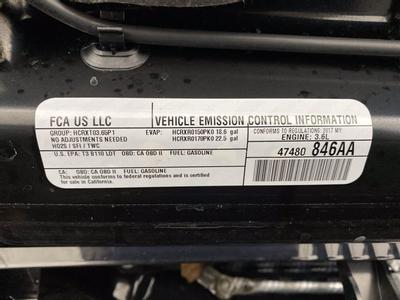 FCA US LLC
VEHICLE EMISSION CONTROL INFORMATION
GROUP: HCRXT03.65P1
EVAP: HCRXR0150PK0 18.6 gal
CONFORMS TO REGULATIONS: 2017 MY
NO ADJUSTMENTS NEEDED
HCRXR0170PK0 22.5 gal
ENGINE: 3.6L
HO2S / SFI / TWC
U.S. EPA: T3 B110 LDT OBD: CA OBD II FUEL: GASOLINE
47480 846AA
CA: OBD: CA OBD II FUEL: GASOLINE
This vehicle conforms to federal regulations and is certified
for sale in California.